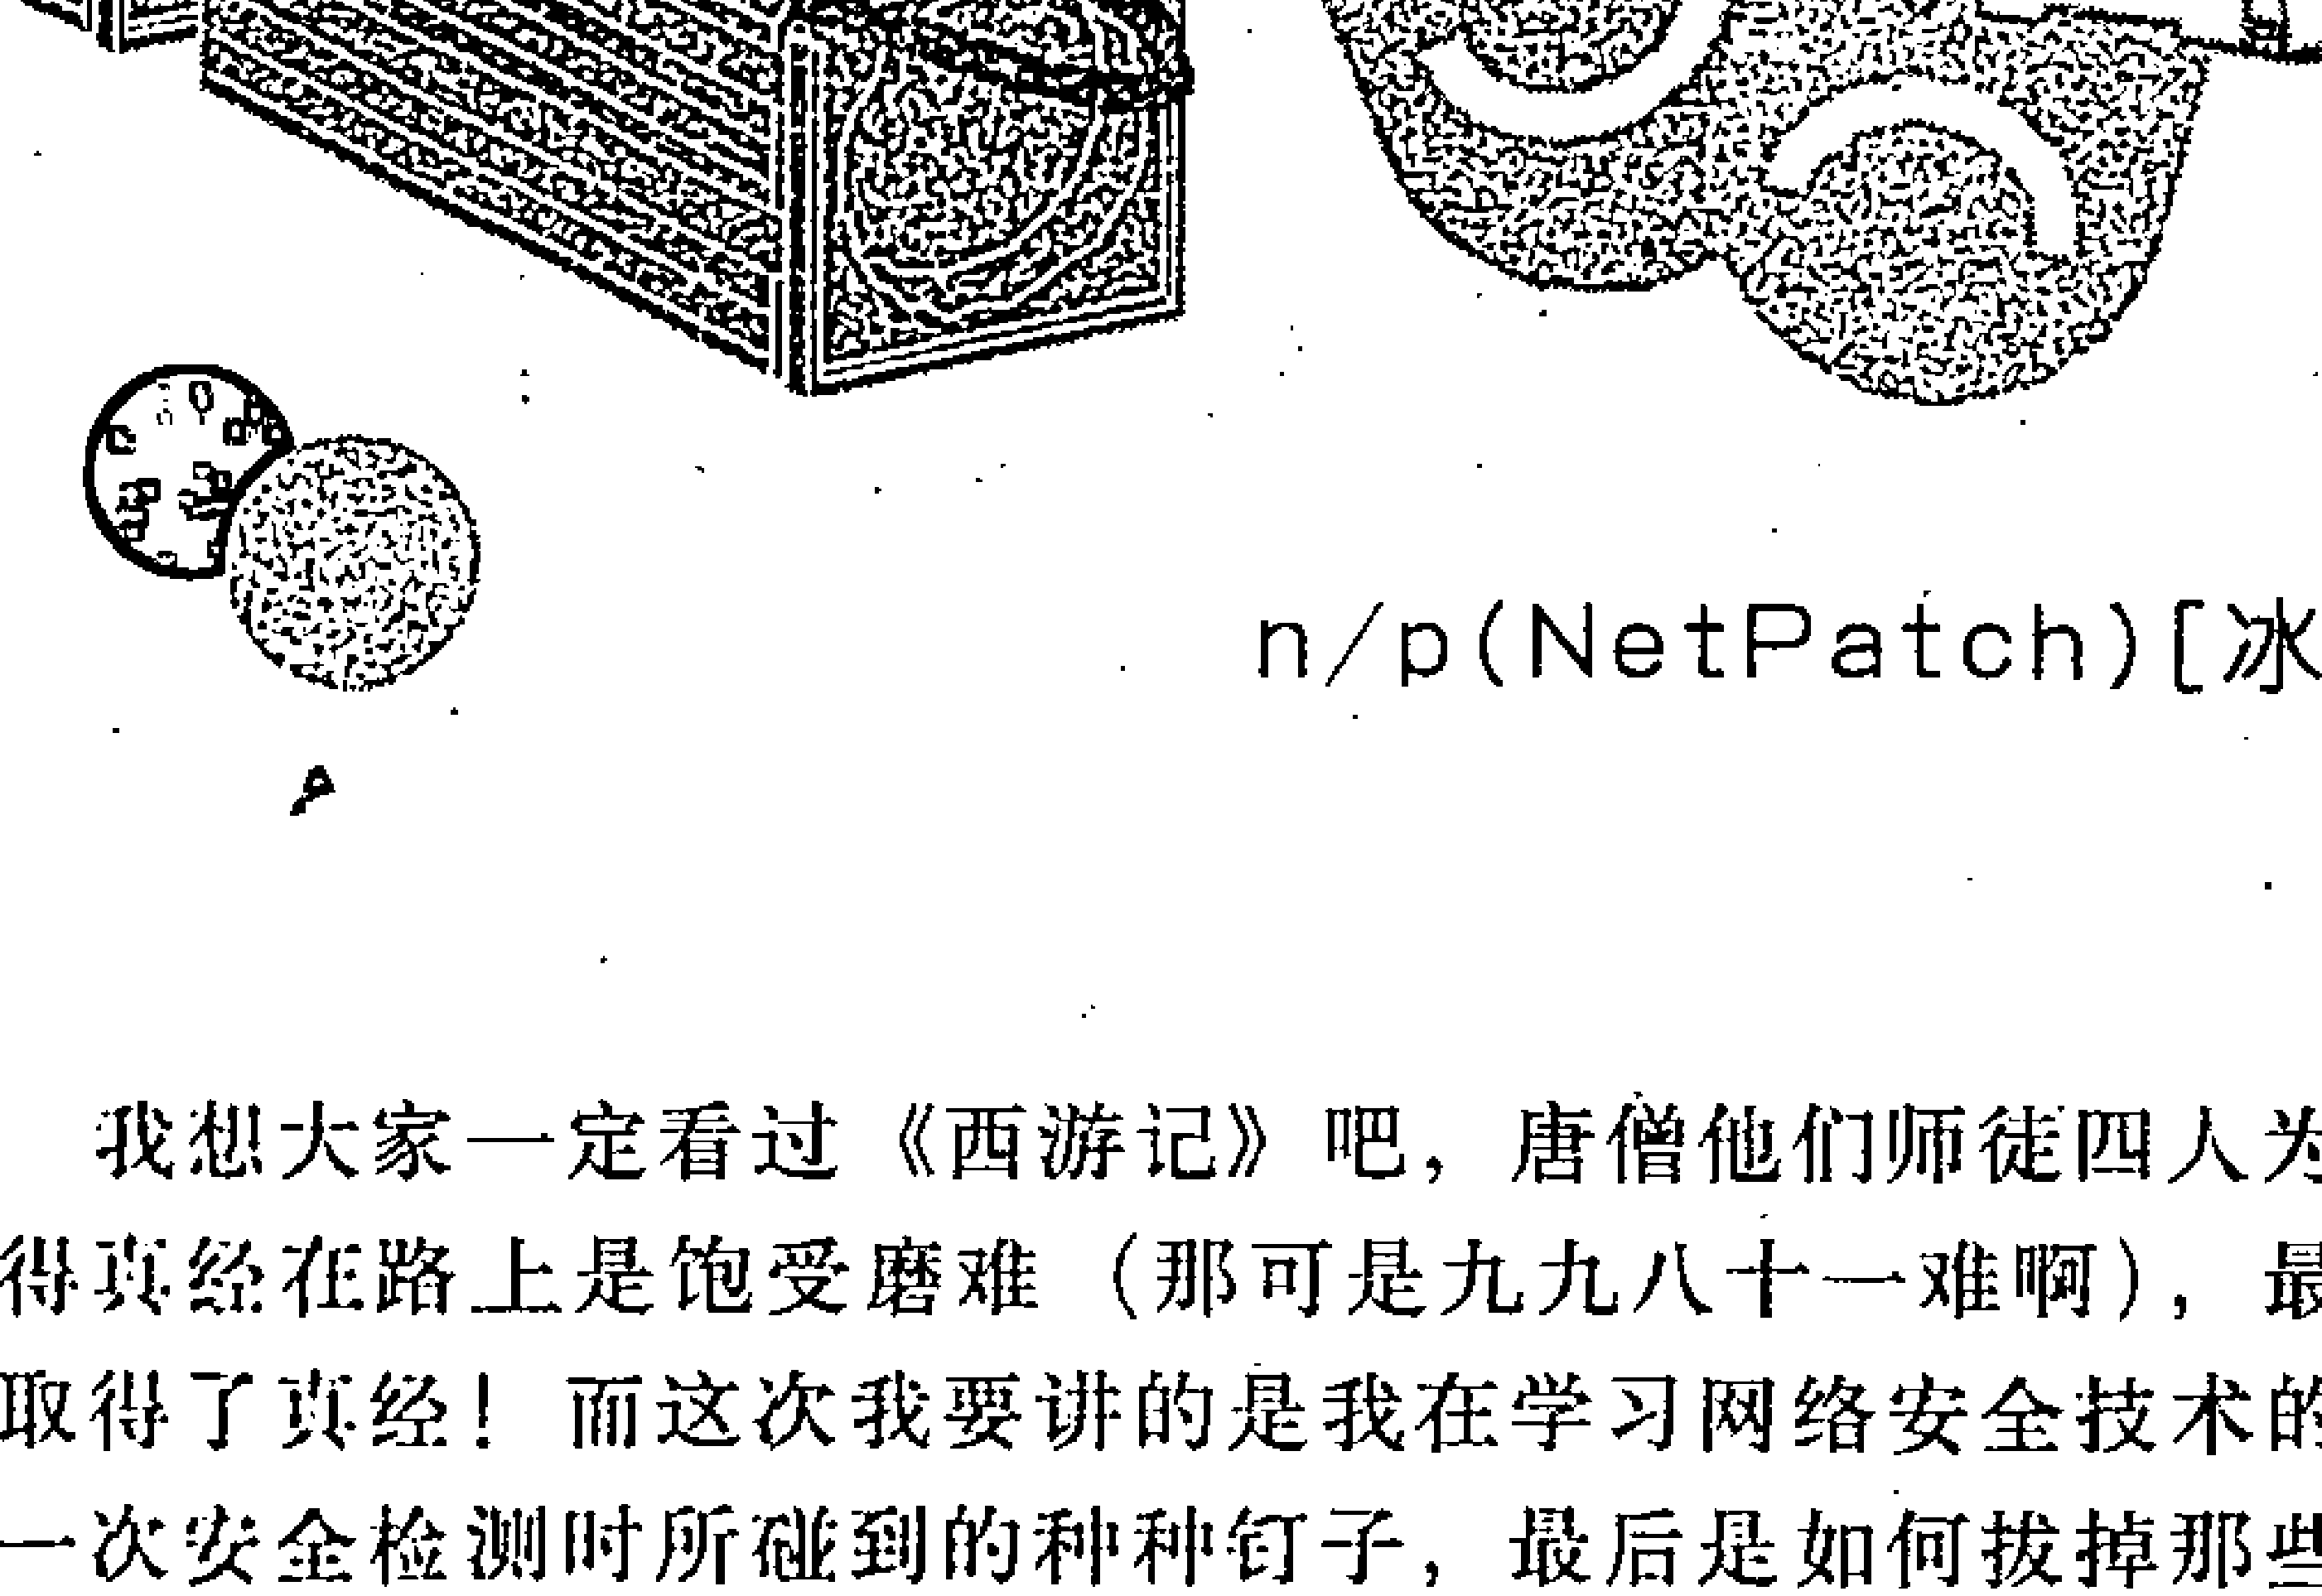 n/p(NetPatch)[冰
我想大家一定看过《西游记》吧，唐僧他们师徒四人为
得真经在路上是饱受磨难（那可是九九八十一难啊），最
取得了真经！而这次我要讲的是我在学习网络安全技术的
一次安全检测时所碰到的种种钉子，最后是如何拔掉那些